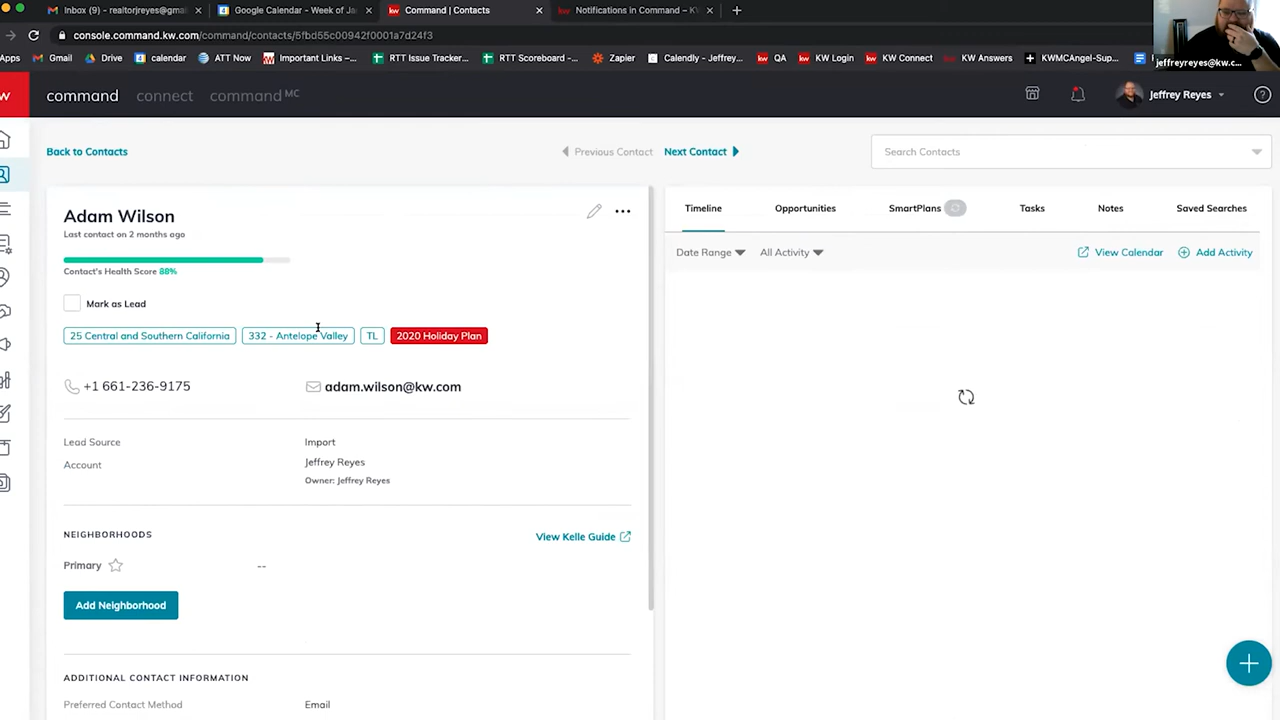 Inbox (9) - realtorjreyes@gma
Google Calendar - Week of Ja
Command | Contacts
Notifications in Command – KW
console.command.kw.com/command/contacts/5fbd55c00942f0001a7d24f3
Apps Gmail Drive calendar ATT Now Important Links –... RTT Issue Tracker... RTT Scoreboard -... Zapier Calendly - Jeffrey... QA KW Login KW Connect KW Answers KWMCAngel-Sup...
jeffreyreyes@kw.c...
w command connect command MC
Jeffrey Reyes
Back to Contacts
Previous Contact Next Contact
Search Contacts
Adam Wilson
Last contact on 2 months ago
Contact's Health Score 88%
Mark as Lead
25 Central and Southern California 332 - Antelope Valley TL 2020 Holiday Plan
+1 661-236-9175 adam.wilson@kw.com
Lead Source Import
Account Jeffrey Reyes
Owner: Jeffrey Reyes
NEIGHBORHOODS View Kelle Guide
Primary --
Add Neighborhood
ADDITIONAL CONTACT INFORMATION
Preferred Contact Method Email
Timeline Opportunities SmartPlans Tasks Notes Saved Searches
Date Range All Activity View Calendar Add Activity